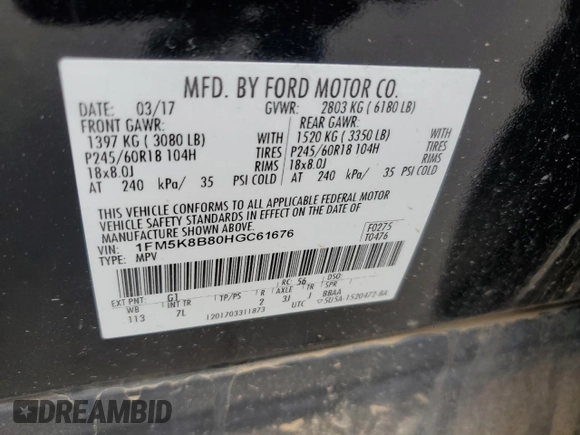 MFD. BY FORD MOTOR CO.
DATE: 03/17 GVWR: 2803 KG ( 6180 LB)
FRONT GAWR: REAR GAWR:
1397 KG ( 3080 LB) WITH 1520 KG ( 3350 LB) WITH
P245/60R18 104H TIRES P245/60R18 104H TIRES
18x8.0J RIMS 18x8.0J RIMS
AT 240 kPa/ 35 PSI COLD AT 240 kPa/ 35 PSI COLD
THIS VEHICLE CONFORMS TO ALL APPLICABLE FEDERAL MOTOR
VEHICLE SAFETY STANDARDS IN EFFECT ON THE DATE OF
MANUFACTURE SHOWN ABOVE.
VIN: 1FM5K8B80HGC61676 F0275
TYPE: MPV T0476
EXT PNT: G1 RC: 56 DSO:
WB INT TR TP/PS R AXLE TR SPR
113 7L 2 3J J BBAA
1201703311873 UTC 5U5A-1520472-BA
DREAMBID